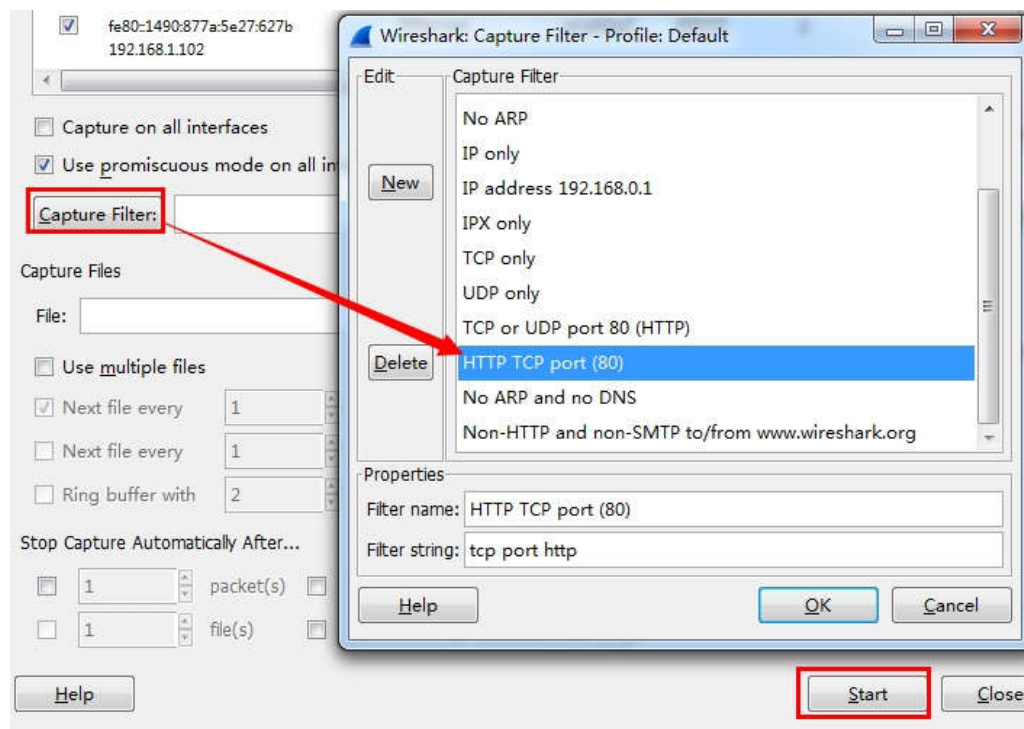 fe80::1490:877a:5e27:627b
192.168.1.102
Capture on all interfaces
Use promiscuous mode on all in
Capture Filter:
Capture Files
File:
Use multiple files
Next file every 1
Next file every 1
Ring buffer with 2
Stop Capture Automatically After...
1 packet(s)
1 file(s)
Help
Wireshark: Capture Filter - Profile: Default
Edit
New
Delete
Capture Filter
No ARP
IP only
IP address 192.168.0.1
IPX only
TCP only
UDP only
TCP or UDP port 80 (HTTP)
HTTP TCP port (80)
No ARP and no DNS
Non-HTTP and non-SMTP to/from www.wireshark.org
Properties
Filter name: HTTP TCP port (80)
Filter string: tcp port http
Help OK Cancel
Start Close